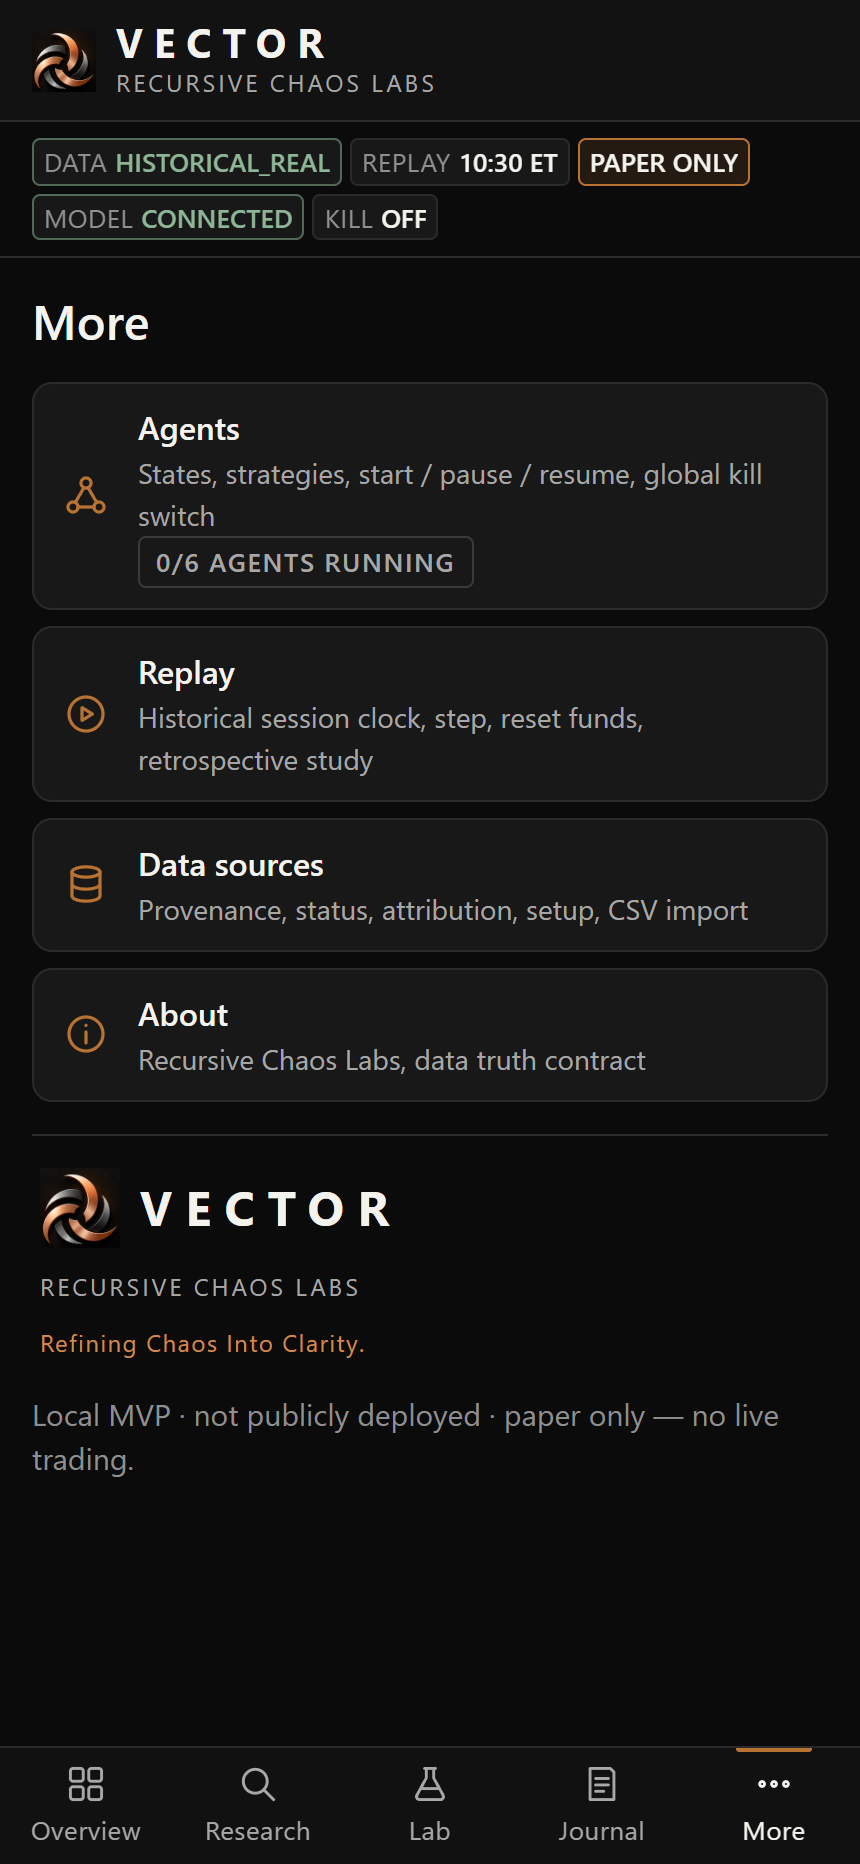 VECTOR
RECURSIVE CHAOS LABS
DATA HISTORICAL_REAL REPLAY 10:30 ET PAPER ONLY
MODEL CONNECTED KILL OFF
More
Agents
States, strategies, start / pause / resume, global kill
switch
0/6 AGENTS RUNNING
Replay
Historical session clock, step, reset funds,
retrospective study
Data sources
Provenance, status, attribution, setup, CSV import
About
Recursive Chaos Labs, data truth contract
VECTOR
RECURSIVE CHAOS LABS
Refining Chaos Into Clarity.
Local MVP · not publicly deployed · paper only — no live
trading.
Overview Research Lab Journal More